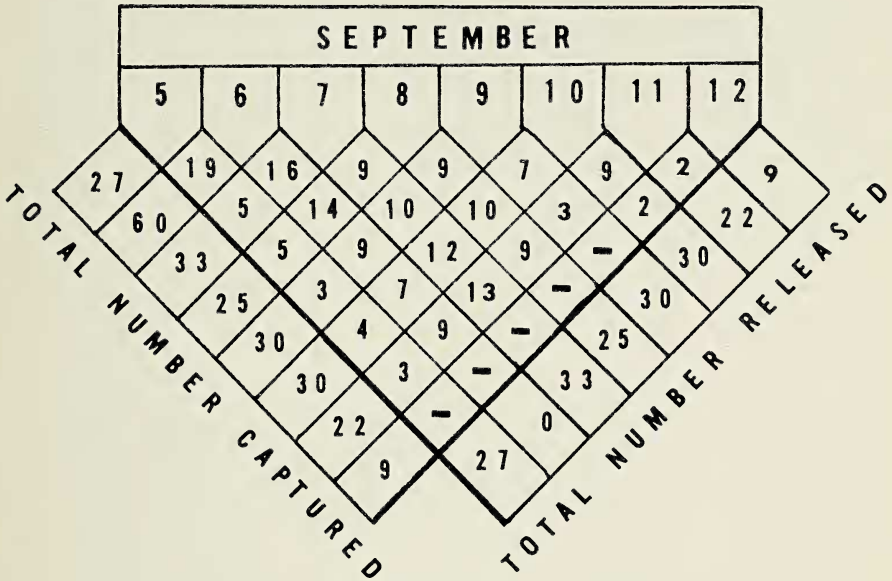 SEPTEMBER
5 6 7 8 9 10 11 12
27 19 16 9 9 7 9 2 9
60 5 14 10 10 3 2 22
33 5 9 12 9 – 30
25 3 7 13 – 30
30 4 9 – 25
30 3 – 33
22 – 0
9 27
TOTAL NUMBER CAPTURED
TOTAL NUMBER RELEASED